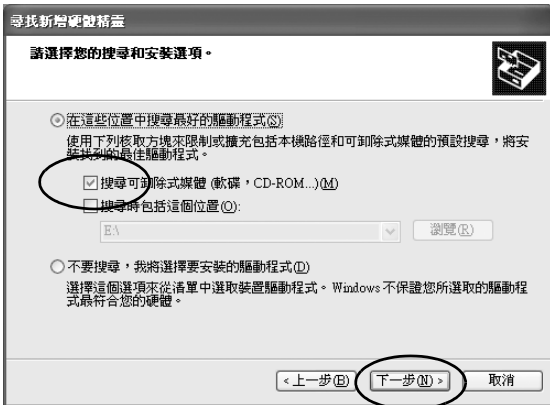 尋找新增硬體精靈
請選擇您的搜尋和安裝選項。
在這些位置中搜尋最好的驅動程式(S)
使用下列核取方塊來限制或擴充包括本機路徑和可卸除式媒體的預設搜尋，將安
裝找到的最佳驅動程式。
搜尋可卸除式媒體 (軟碟，CD-ROM...)(M)
搜尋時包括這個位置(O):
E:\
瀏覽(R)
不要搜尋，我將選擇要安裝的驅動程式(D)
選擇這個選項來從清單中選取裝置驅動程式。Windows 不保證您所選取的驅動程
式最符合您的硬體。
<上一步(B) 下一步(N)> 取消